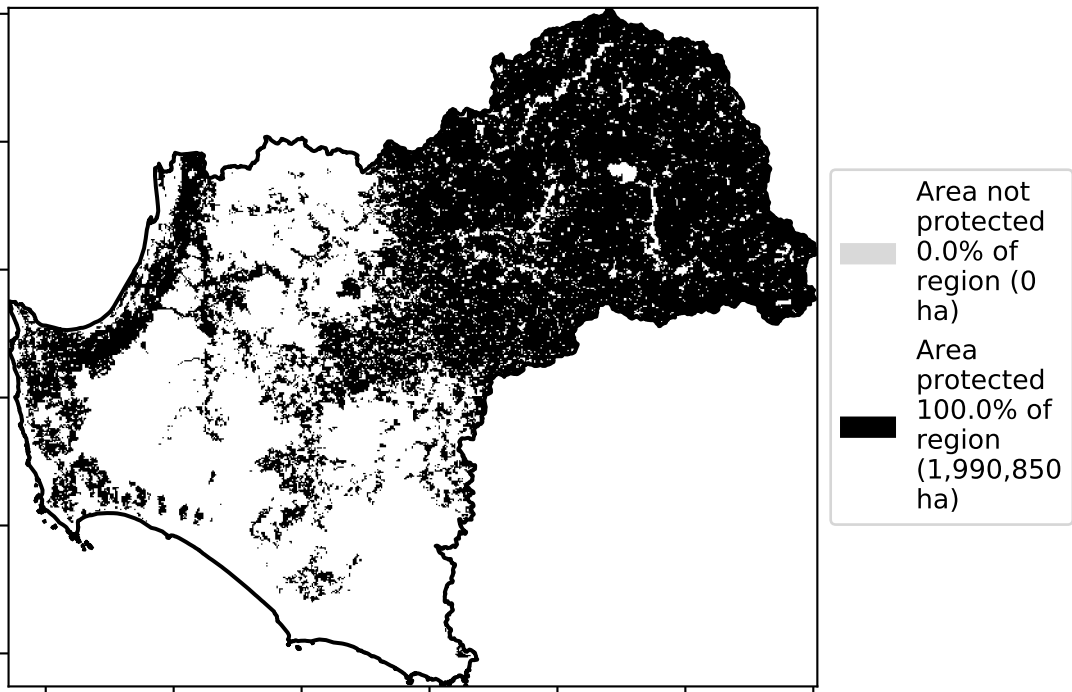 Area not
protected
0.0% of
region (0
ha)
Area
protected
100.0% of
region
(1,990,850
ha)